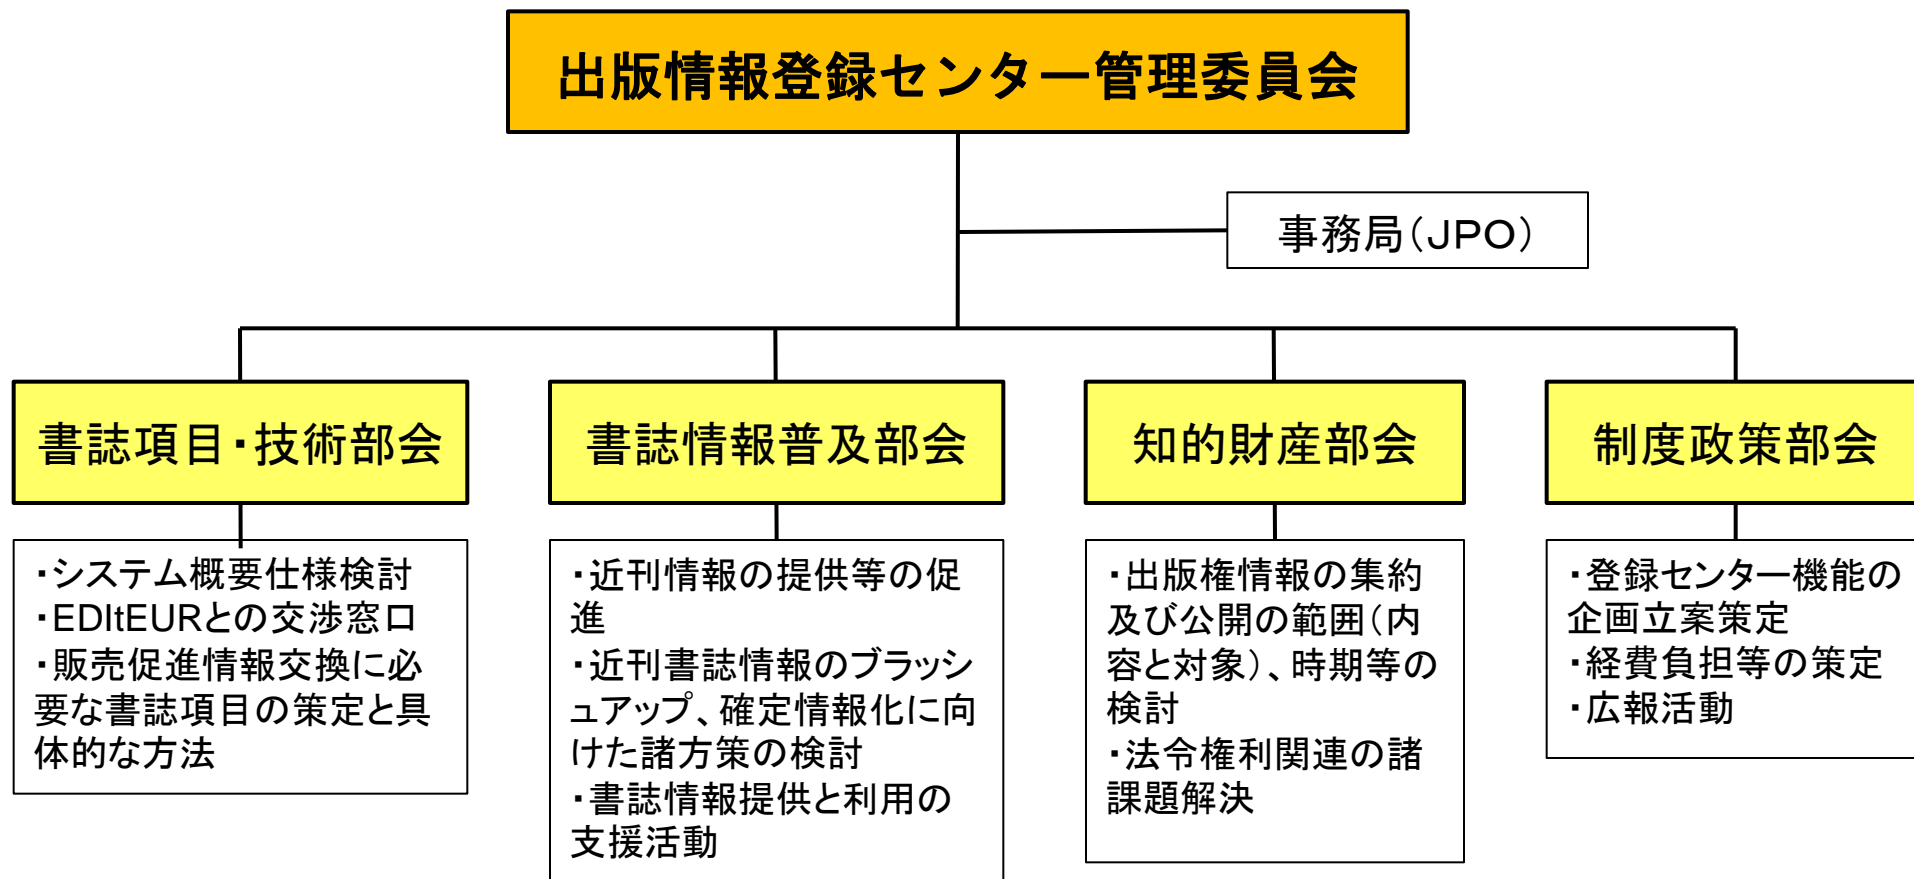 出版情報登録センター管理委員会
事務局（JPO）
書誌項目・技術部会
書誌情報普及部会
知的財産部会
制度政策部会
・システム概要仕様検討
・EDItEURとの交渉窓口
・販売促進情報交換に必
要な書誌項目の策定と具
体的な方法
・近刊情報の提供等の促
進
・近刊書誌情報のブラッシ
ュアップ、確定情報化に向
けた諸方策の検討
・書誌情報提供と利用の
支援活動
・出版権情報の集約
及び公開の範囲（内
容と対象）、時期等の
検討
・法令権利関連の諸
課題解決
・登録センター機能の
企画立案策定
・経費負担等の策定
・広報活動